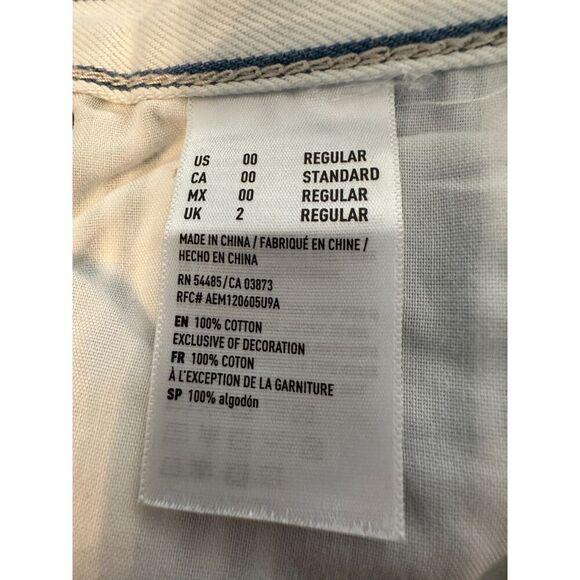 US 00 REGULAR
CA 00 STANDARD
MX 00 REGULAR
UK 2 REGULAR
MADE IN CHINA / FABRIQUÉ EN CHINE /
HECHO EN CHINA
RN 54485/CA 03873
RFC# AEM120605U9A
EN 100% COTTON
EXCLUSIVE OF DECORATION
FR 100% COTON
À L'EXCEPTION DE LA GARNITURE
SP 100% algodón